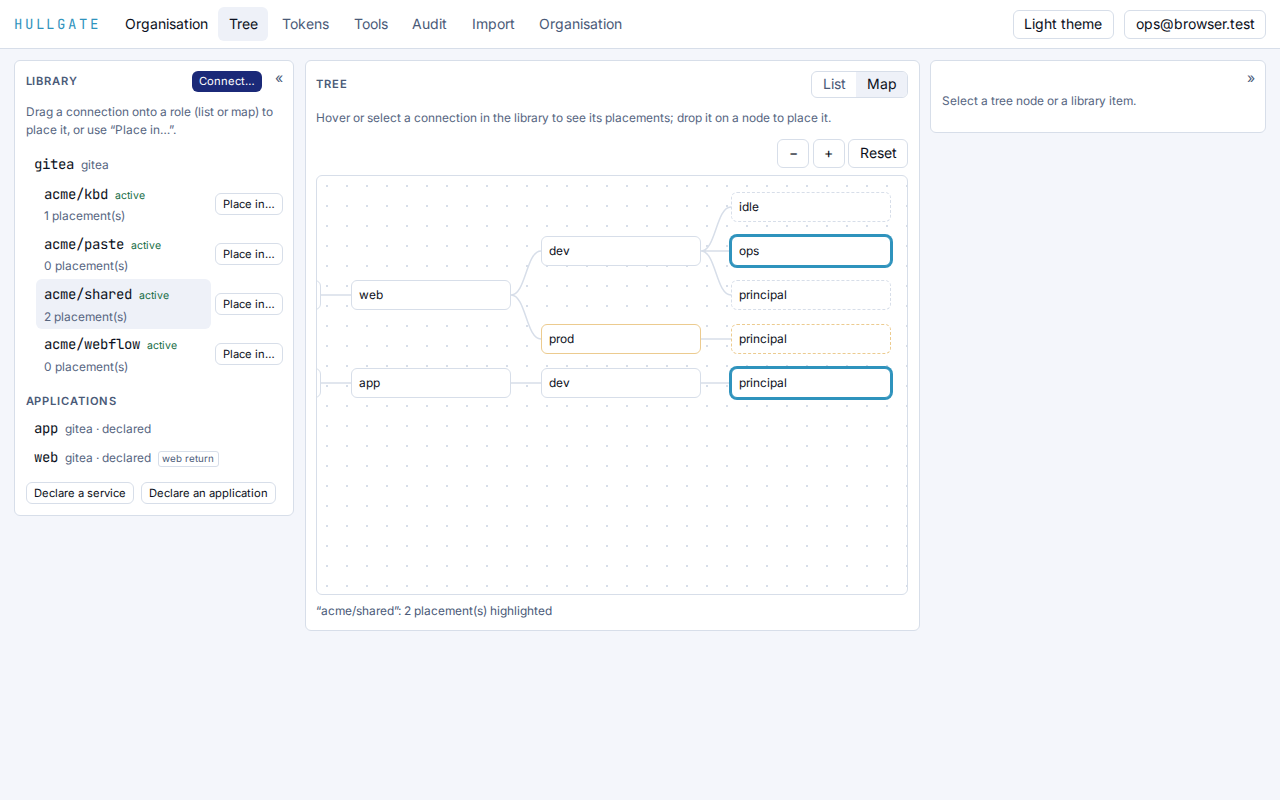 HULLGATE Organisation Tree Tokens Tools Audit Import Organisation Light theme ops@browser.test
LIBRARY Connect... «
Drag a connection onto a role (list or map) to
place it, or use “Place in…”.
gitea gitea
acme/kbd active
1 placement(s)
Place in...
acme/paste active
0 placement(s)
Place in...
acme/shared active
2 placement(s)
Place in...
acme/webflow active
0 placement(s)
Place in...
APPLICATIONS
app gitea · declared
web gitea · declared web return
Declare a service Declare an application
TREE List Map
Hover or select a connection in the library to see its placements; drop it on a node to place it.
− + Reset
idle
dev ops
web principal
prod principal
app dev principal
“acme/shared”: 2 placement(s) highlighted
»
Select a tree node or a library item.